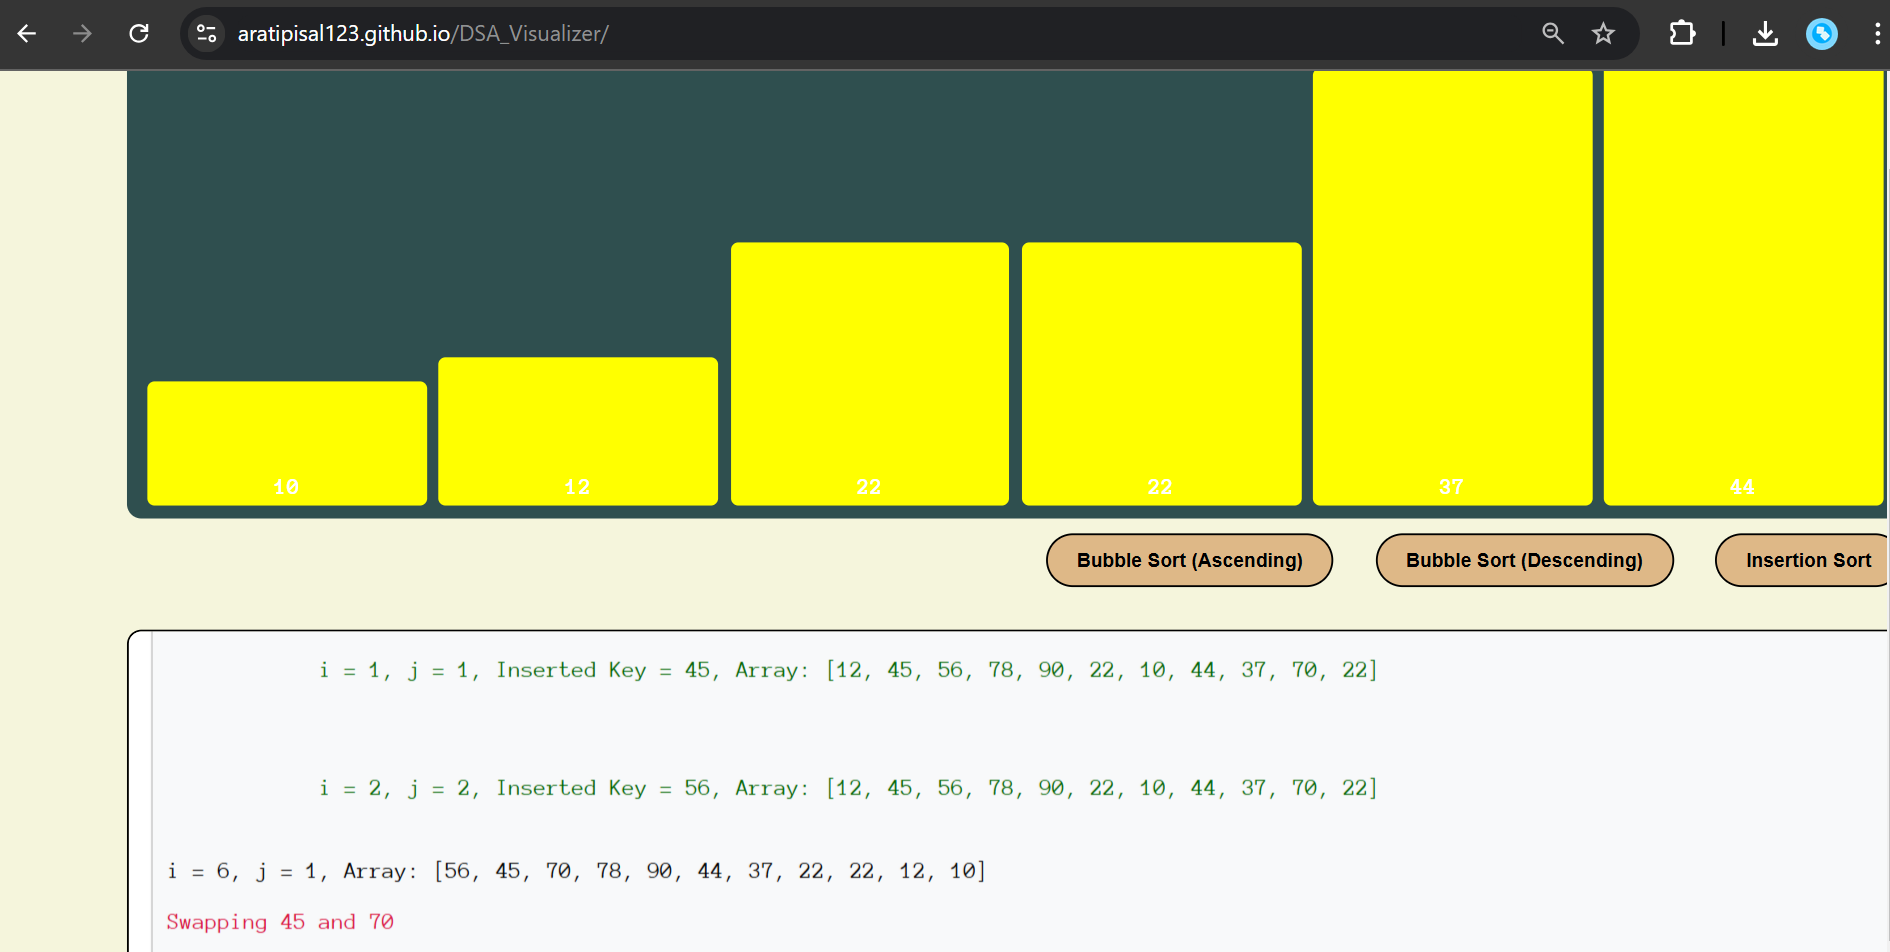 aratipisal123.github.io/DSA_Visualizer/
10 12 22 22 37 44
Bubble Sort (Ascending) Bubble Sort (Descending) Insertion Sort
i = 1, j = 1, Inserted Key = 45, Array: [12, 45, 56, 78, 90, 22, 10, 44, 37, 70, 22]
i = 2, j = 2, Inserted Key = 56, Array: [12, 45, 56, 78, 90, 22, 10, 44, 37, 70, 22]
i = 6, j = 1, Array: [56, 45, 70, 78, 90, 44, 37, 22, 22, 12, 10]
Swapping 45 and 70